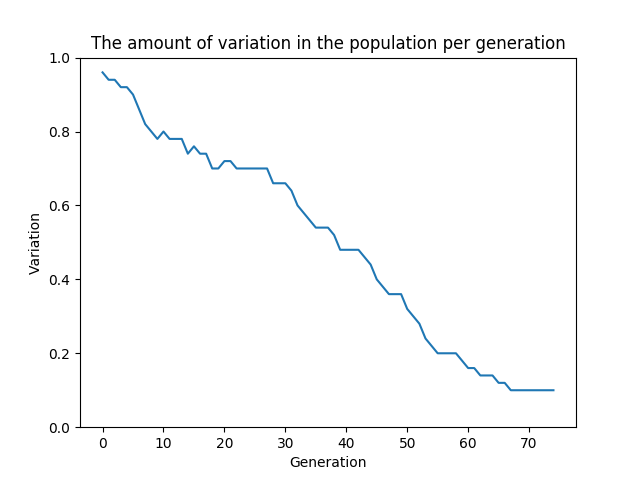 The amount of variation in the population per generation
1.0
0.8
0.6
0.4
0.2
0.0
Variation
0 10 20 30 40 50 60 70
Generation